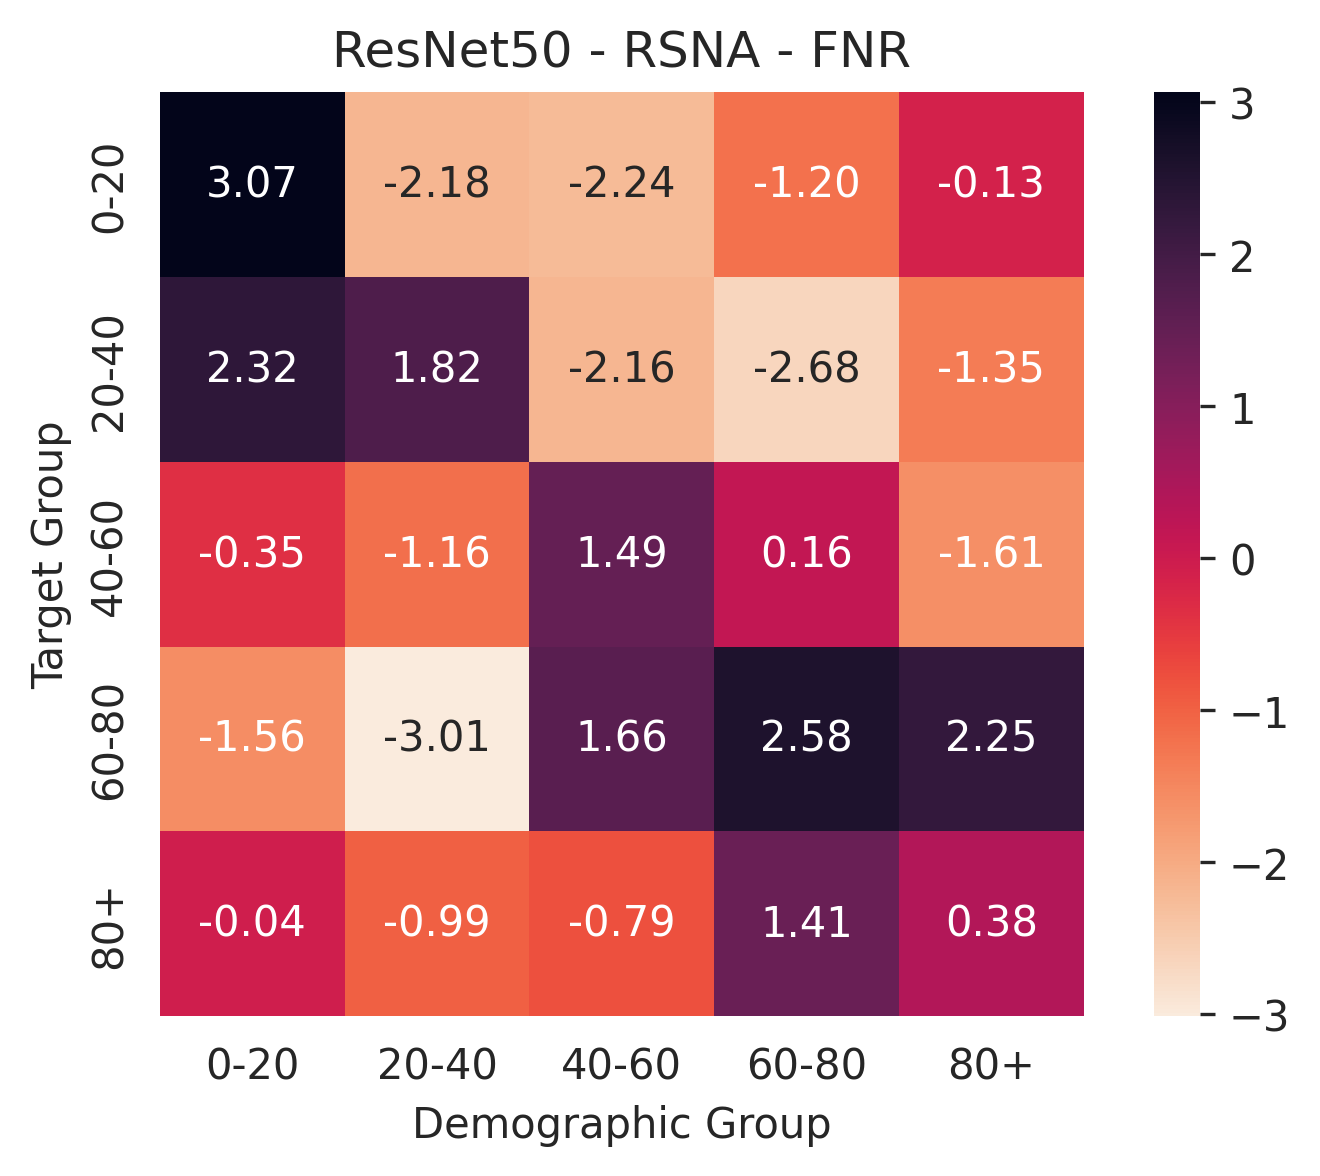 ResNet50 - RSNA - FNR
Target Group
0-20 3.07 -2.18 -2.24 -1.20 -0.13
20-40 2.32 1.82 -2.16 -2.68 -1.35
40-60 -0.35 -1.16 1.49 0.16 -1.61
60-80 -1.56 -3.01 1.66 2.58 2.25
80+ -0.04 -0.99 -0.79 1.41 0.38
0-20 20-40 40-60 60-80 80+
Demographic Group
3
2
1
0
−1
−2
−3